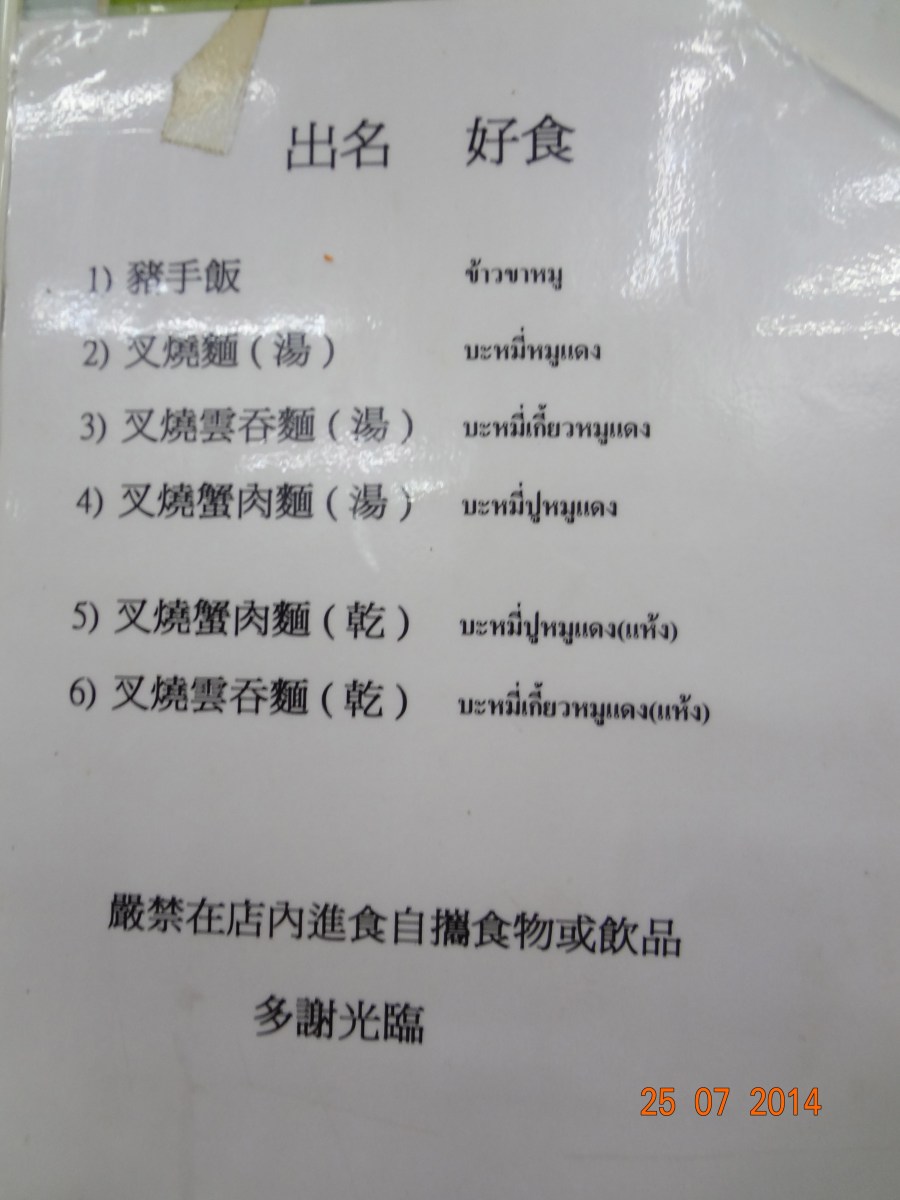 出名 好食
1) 豬手飯 ข้าวขาหมู
2) 叉燒麵 ( 湯 ) บะหมี่หมูแดง
3) 叉燒雲吞麵 ( 湯 ) บะหมี่เกี้ยวหมูแดง
4) 叉燒蟹肉麵 ( 湯 ) บะหมี่ปูหมูแดง
5) 叉燒蟹肉麵 ( 乾 ) บะหมี่ปูหมูแดง(แห้ง)
6) 叉燒雲吞麵 ( 乾 ) บะหมี่เกี้ยวหมูแดง(แห้ง)
嚴禁在店內進食自攜食物或飲品
多謝光臨
25 07 2014